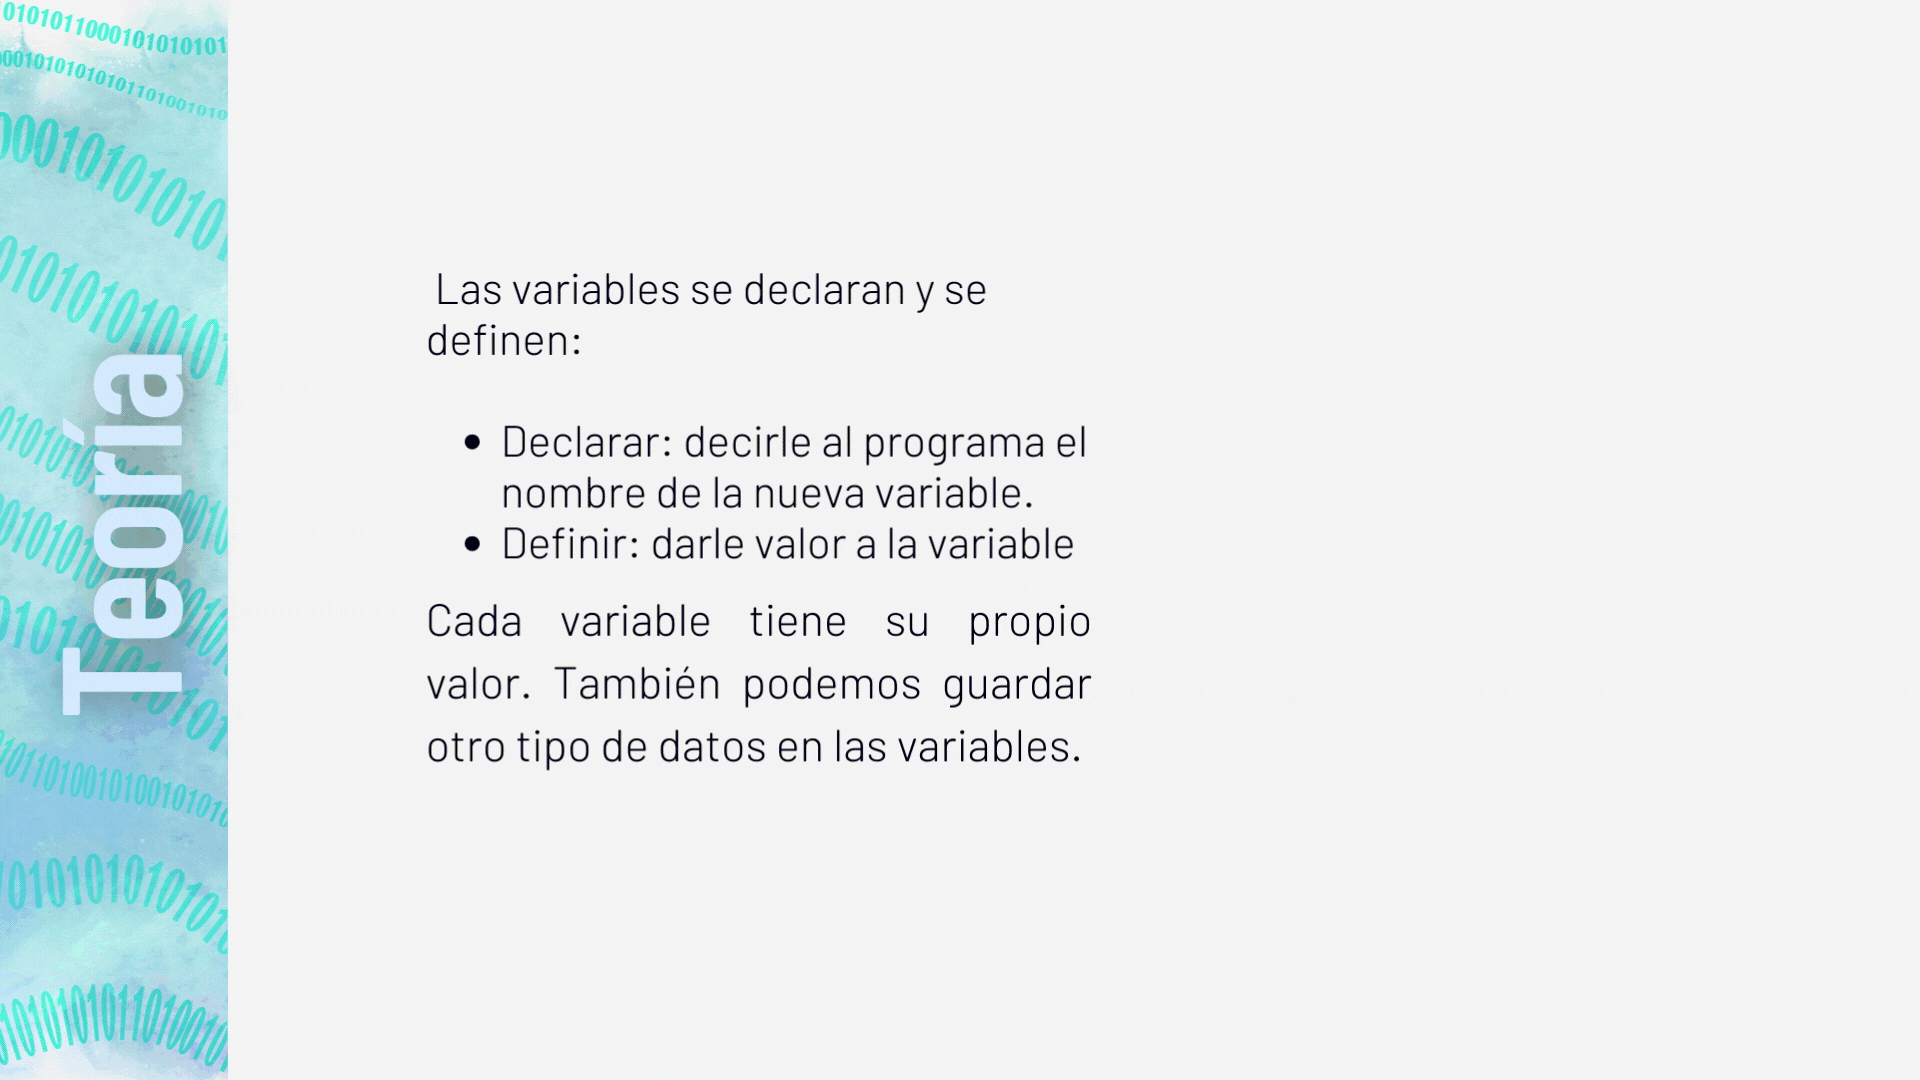 Teoría
Las variables se declaran y se
definen:
• Declarar: decirle al programa el
nombre de la nueva variable.
• Definir: darle valor a la variable
Cada variable tiene su propio
valor. También podemos guardar
otro tipo de datos en las variables.